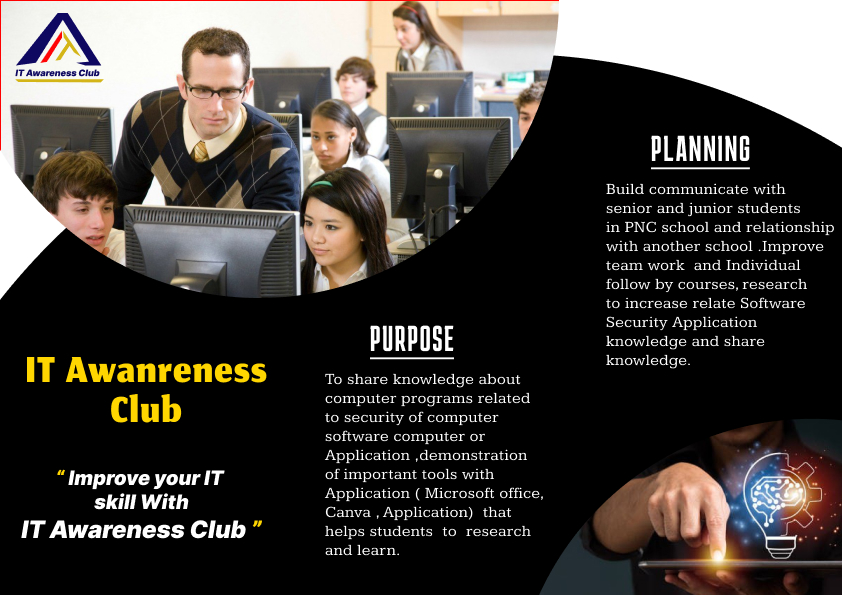 IT Awareness Club
IT Awanreness
Club
“ Improve your IT
skill With
IT Awareness Club ”
PURPOSE
To share knowledge about
computer programs related
to security of computer
software computer or
Application ,demonstration
of important tools with
Application ( Microsoft office,
Canva , Application)  that
helps students  to  research
and learn.
PLANNING
Build communicate with
senior and junior students
in PNC school and relationship
with another school .Improve
team work  and Individual
follow by courses, research
to increase relate Software
Security Application
knowledge and share
knowledge.